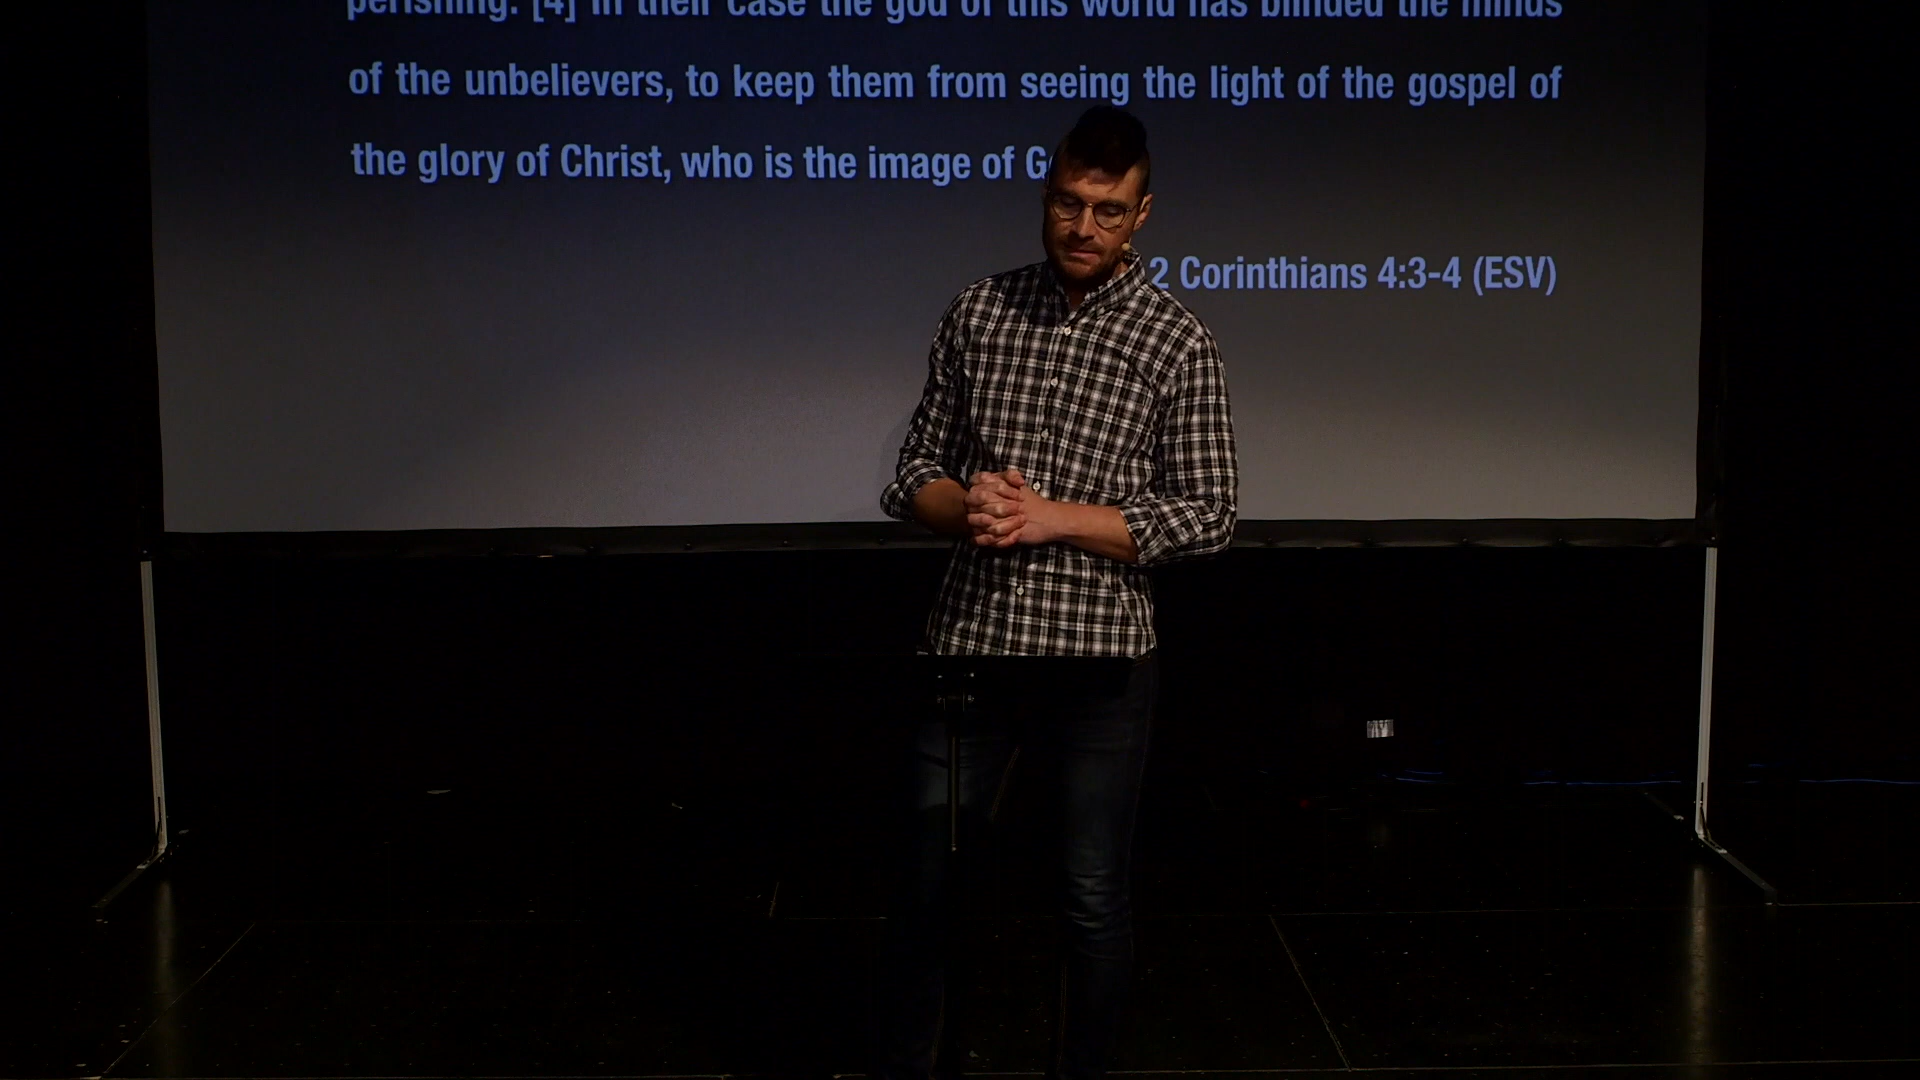 perishing. [4] In their case the god of this world has blinded the minds
of the unbelievers, to keep them from seeing the light of the gospel of
the glory of Christ, who is the image of G
2 Corinthians 4:3-4 (ESV)